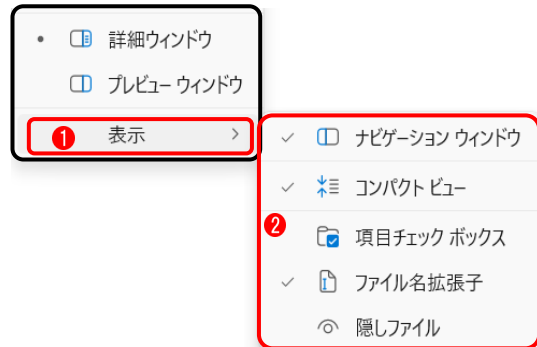 詳細ウィンドウ
プレビュー ウィンドウ
1 表示
ナビゲーション ウィンドウ
コンパクト ビュー
2
項目チェック ボックス
ファイル名拡張子
隠しファイル